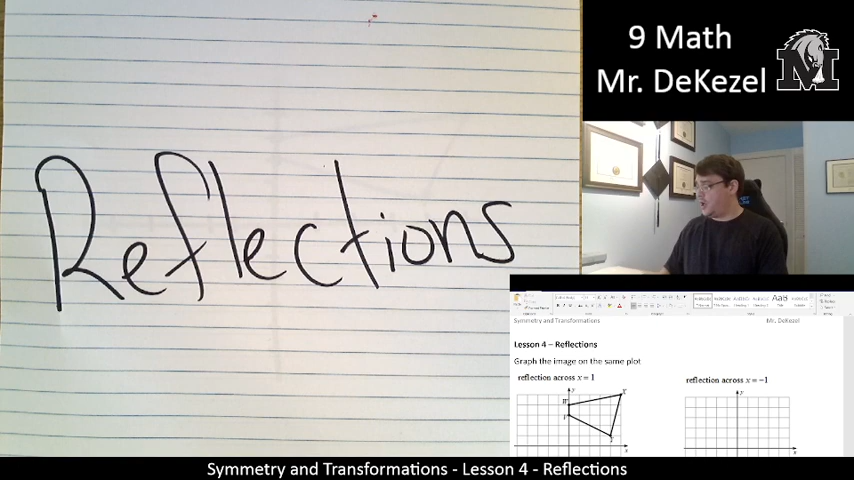 Reflections
9 Math
Mr. DeKezel
M
Symmetry and Transformations
Mr. DeKezel
Lesson 4 – Reflections
Graph the image on the same plot
reflection across x = 1
reflection across x = −1
y
x
y
x
Symmetry and Transformations - Lesson 4 - Reflections